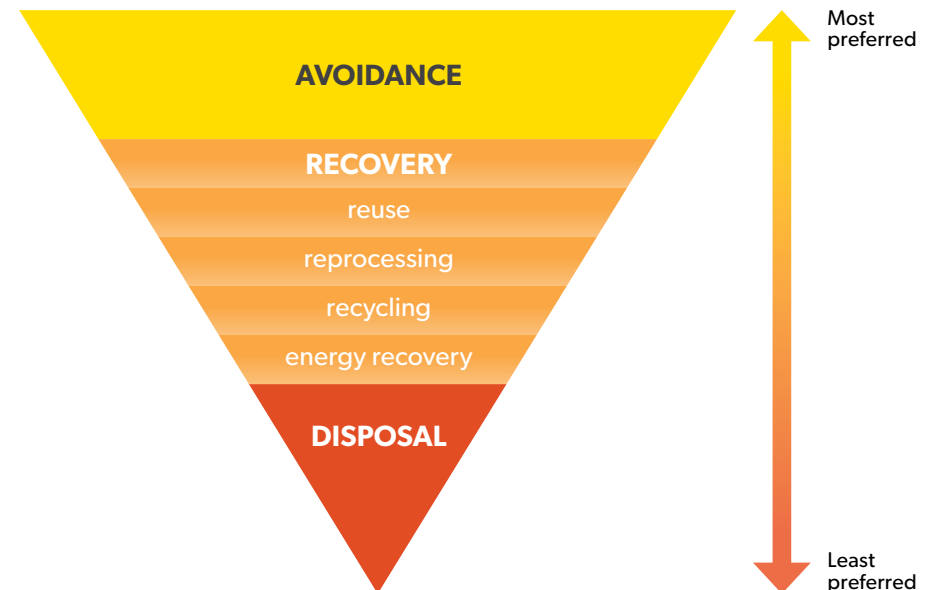 Most
preferred
AVOIDANCE
RECOVERY
reuse
reprocessing
recycling
energy recovery
DISPOSAL
Least
preferred